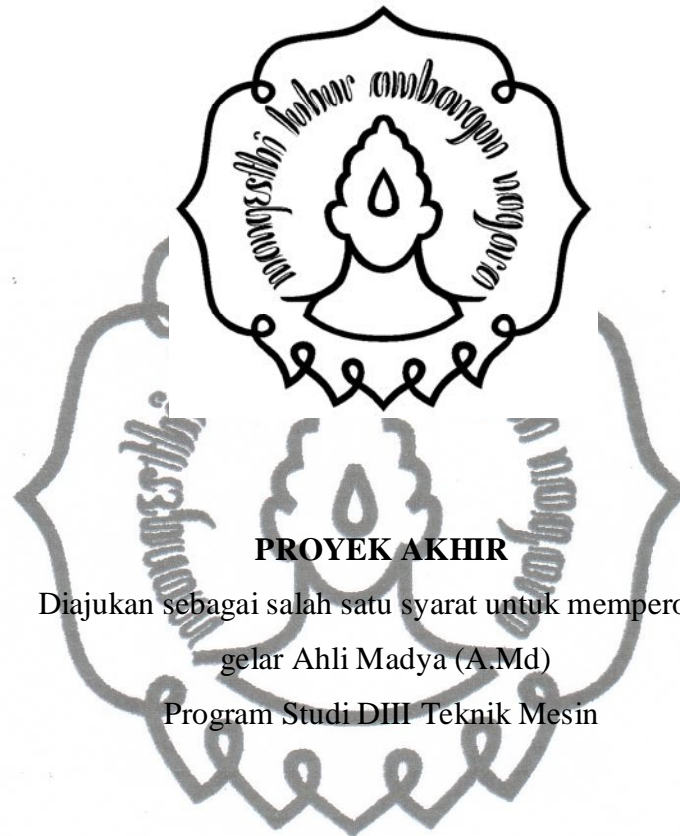 mangesthi luhur ambangun nagara
PROYEK AKHIR
Diajukan sebagai salah satu syarat untuk mempero
gelar Ahli Madya (A.Md)
Program Studi DIII Teknik Mesin